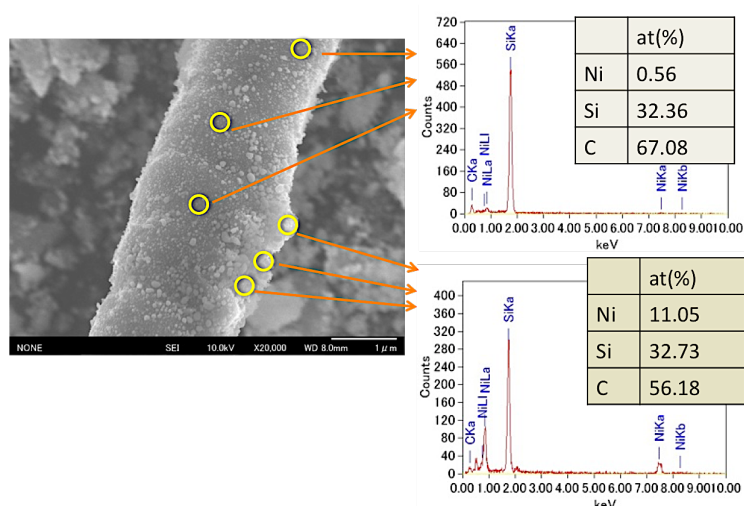 NONE SEI 10.0kV X20,000 WD 8.0mm 1μm
720
640
560
480
400
320
240
160
80
0
Counts
CKa
NiLa
NiLl
SiKa
NiKa
NiKb
0.00 1.00 2.00 3.00 4.00 5.00 6.00 7.00 8.00 9.00 10.00
keV
at(%)
Ni 0.56
Si 32.36
C 67.08
400
360
320
280
240
200
160
120
80
40
0
Counts
CKa
NiLl
NiLa
SiKa
NiKa
NiKb
0.00 1.00 2.00 3.00 4.00 5.00 6.00 7.00 8.00 9.00 10.00
keV
at(%)
Ni 11.05
Si 32.73
C 56.18